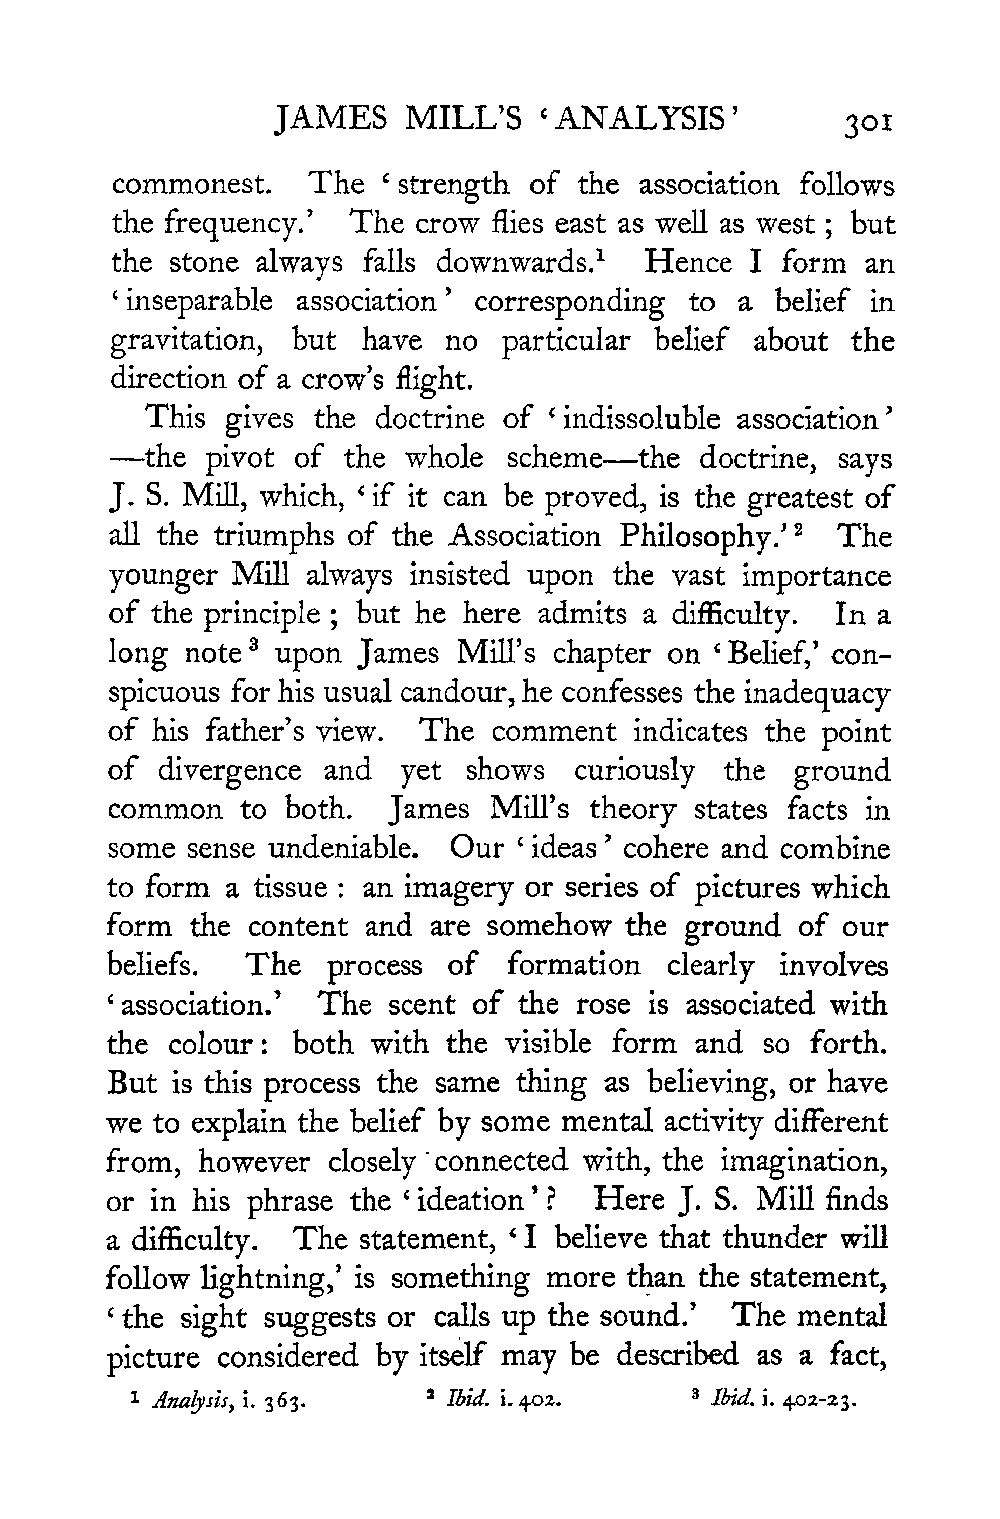 JAMES MILL'S 'ANALYSIS' 301
commonest. The 'strength of the association follows
the frequency.' The crow flies east as well as west; but
the stone always falls downwards.¹ Hence I form an
'inseparable association' corresponding to a belief in
gravitation, but have no particular belief about the
direction of a crow's flight.
This gives the doctrine of 'indissoluble association'
—the pivot of the whole scheme—the doctrine, says
J. S. Mill, which, 'if it can be proved, is the greatest of
all the triumphs of the Association Philosophy.'² The
younger Mill always insisted upon the vast importance
of the principle; but he here admits a difficulty. In a
long note³ upon James Mill's chapter on 'Belief,' con-
spicuous for his usual candour, he confesses the inadequacy
of his father's view. The comment indicates the point
of divergence and yet shows curiously the ground
common to both. James Mill's theory states facts in
some sense undeniable. Our 'ideas' cohere and combine
to form a tissue: an imagery or series of pictures which
form the content and are somehow the ground of our
beliefs. The process of formation clearly involves
'association.' The scent of the rose is associated with
the colour: both with the visible form and so forth.
But is this process the same thing as believing, or have
we to explain the belief by some mental activity different
from, however closely connected with, the imagination,
or in his phrase the 'ideation'? Here J. S. Mill finds
a difficulty. The statement, 'I believe that thunder will
follow lightning,' is something more than the statement,
'the sight suggests or calls up the sound.' The mental
picture considered by itself may be described as a fact,
¹ Analysis, i. 363. ² Ibid. i. 402. ³ Ibid. i. 402-23.